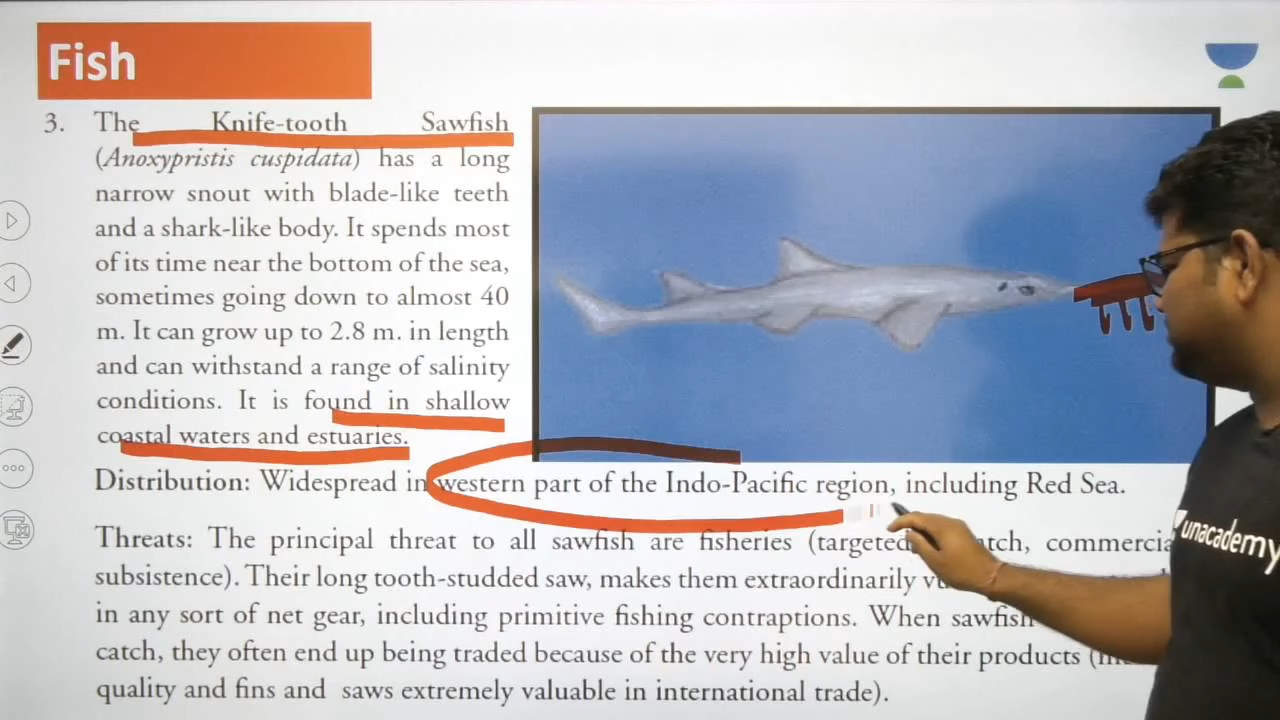 Fish
3. The Knife-tooth Sawfish
(Anoxypristis cuspidata) has a long
narrow snout with blade-like teeth
and a shark-like body. It spends most
of its time near the bottom of the sea,
sometimes going down to almost 40
m. It can grow up to 2.8 m. in length
and can withstand a range of salinity
conditions. It is found in shallow
coastal waters and estuaries.
Distribution: Widespread in western part of the Indo-Pacific region, including Red Sea.
Threats: The principal threat to all sawfish are fisheries (targeted
subsistence). Their long tooth-studded saw, makes them extraordinarily
in any sort of net gear, including primitive fishing contraptions. When sawfish
catch, they often end up being traded because of the very high value of their products
quality and fins and saws extremely valuable in international trade).
unacademy